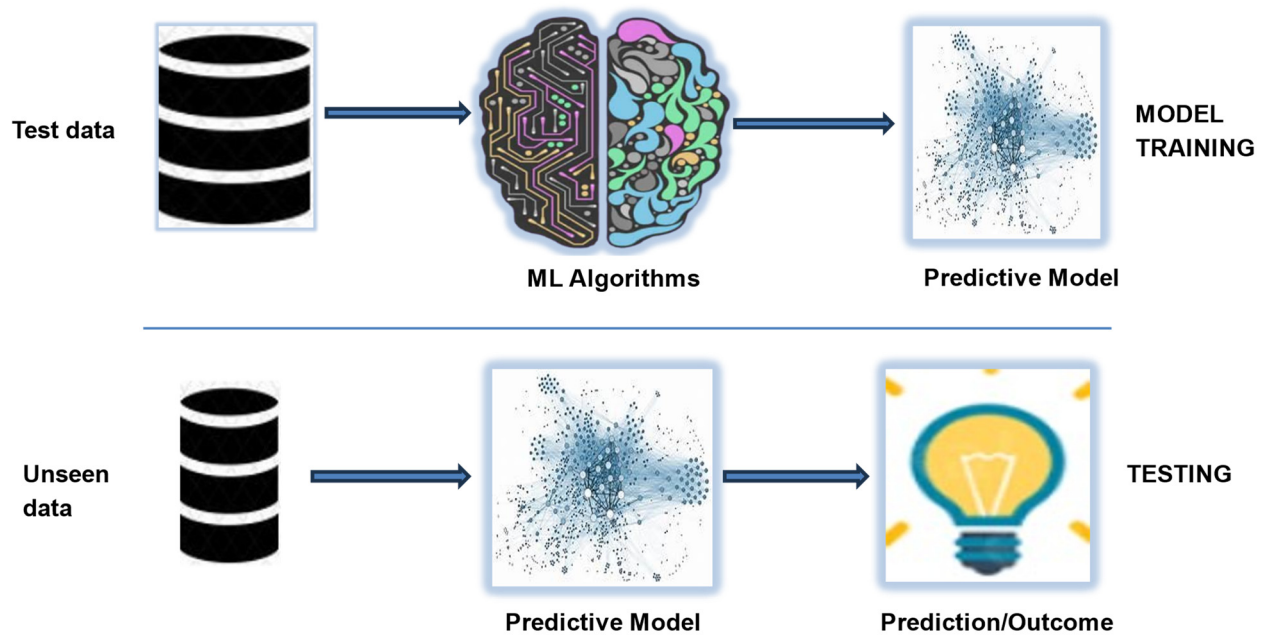 Test data
MODEL
TRAINING
ML Algorithms
Predictive Model
Unseen
data
TESTING
Predictive Model
Prediction/Outcome